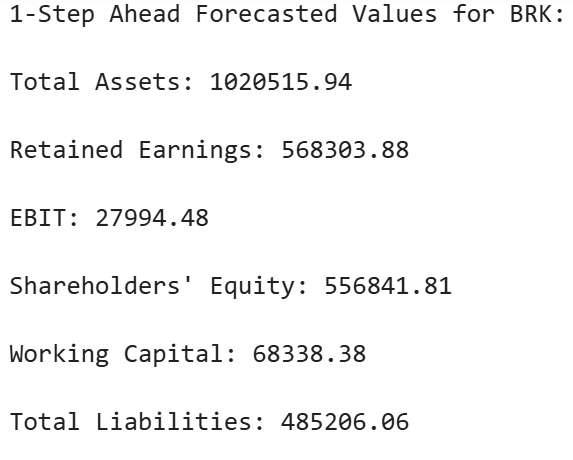 1-Step Ahead Forecasted Values for BRK:
Total Assets: 1020515.94
Retained Earnings: 568303.88
EBIT: 27994.48
Shareholders' Equity: 556841.81
Working Capital: 68338.38
Total Liabilities: 485206.06